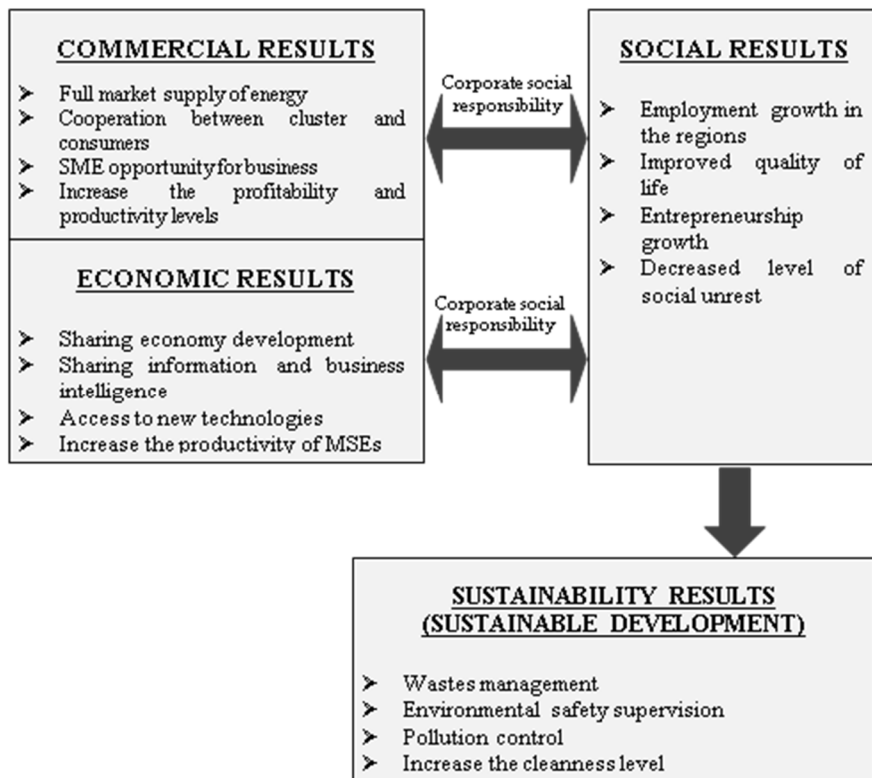 COMMERCIAL RESULTS
➤ Full market supply of energy
➤ Cooperation between cluster and
consumers
➤ SME opportunity for business
➤ Increase the profitability and
productivity levels
Corporate social
responsibility
SOCIAL RESULTS
➤ Employment growth in
the regions
➤ Improved quality of
life
➤ Entrepreneurship
growth
➤ Decreased level of
social unrest
ECONOMIC RESULTS
➤ Sharing economy development
➤ Sharing information and business
intelligence
➤ Access to new technologies
➤ Increase the productivity of MSEs
Corporate social
responsibility
SUSTAINABILITY RESULTS
(SUSTAINABLE DEVELOPMENT)
➤ Wastes management
➤ Environmental safety supervision
➤ Pollution control
➤ Increase the cleanness level